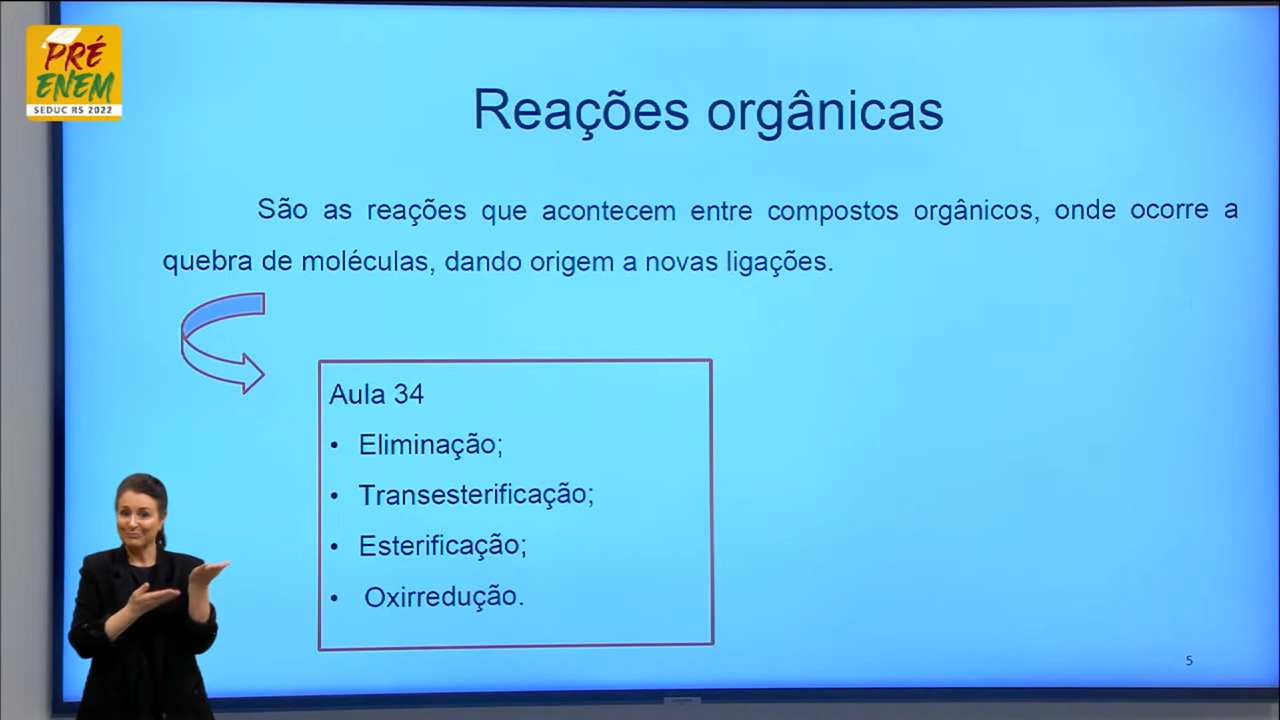 PRÉ
ENEM
SEDUC RS 2022
Reações orgânicas
São as reações que acontecem entre compostos orgânicos, onde ocorre a
quebra de moléculas, dando origem a novas ligações.
Aula 34
• Eliminação;
• Transesterificação;
• Esterificação;
• Oxirredução.
5